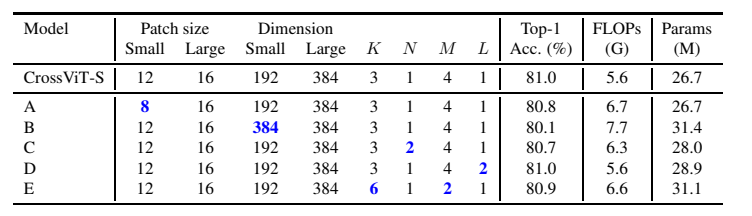 Model Patch size Dimension K N M L Top-1 FLOPs Params
Small Large Small Large Acc. (%) (G) (M)
CrossViT-S 12 16 192 384 3 1 4 1 81.0 5.6 26.7
A 8 16 192 384 3 1 4 1 80.8 6.7 26.7
B 12 16 384 384 3 1 4 1 80.1 7.7 31.4
C 12 16 192 384 3 2 4 1 80.7 6.3 28.0
D 12 16 192 384 3 1 4 2 81.0 5.6 28.9
E 12 16 192 384 6 1 2 1 80.9 6.6 31.1